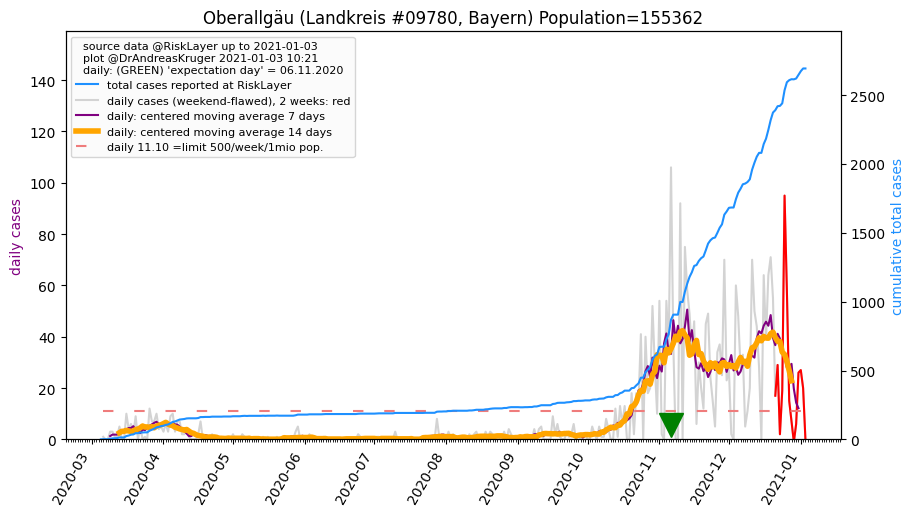 Oberallgäu (Landkreis #09780, Bayern) Population=155362
source data @RiskLayer up to 2021-01-03
plot @DrAndreasKruger 2021-01-03 10:21
daily: (GREEN) 'expectation day' = 06.11.2020
total cases reported at RiskLayer
daily cases (weekend-flawed), 2 weeks: red
daily: centered moving average 7 days
daily: centered moving average 14 days
daily 11.10 =limit 500/week/1mio pop.
daily cases
140
120
100
80
60
40
20
0
cumulative total cases
2500
2000
1500
1000
500
0
2020-03
2020-04
2020-05
2020-06
2020-07
2020-08
2020-09
2020-10
2020-11
2020-12
2021-01